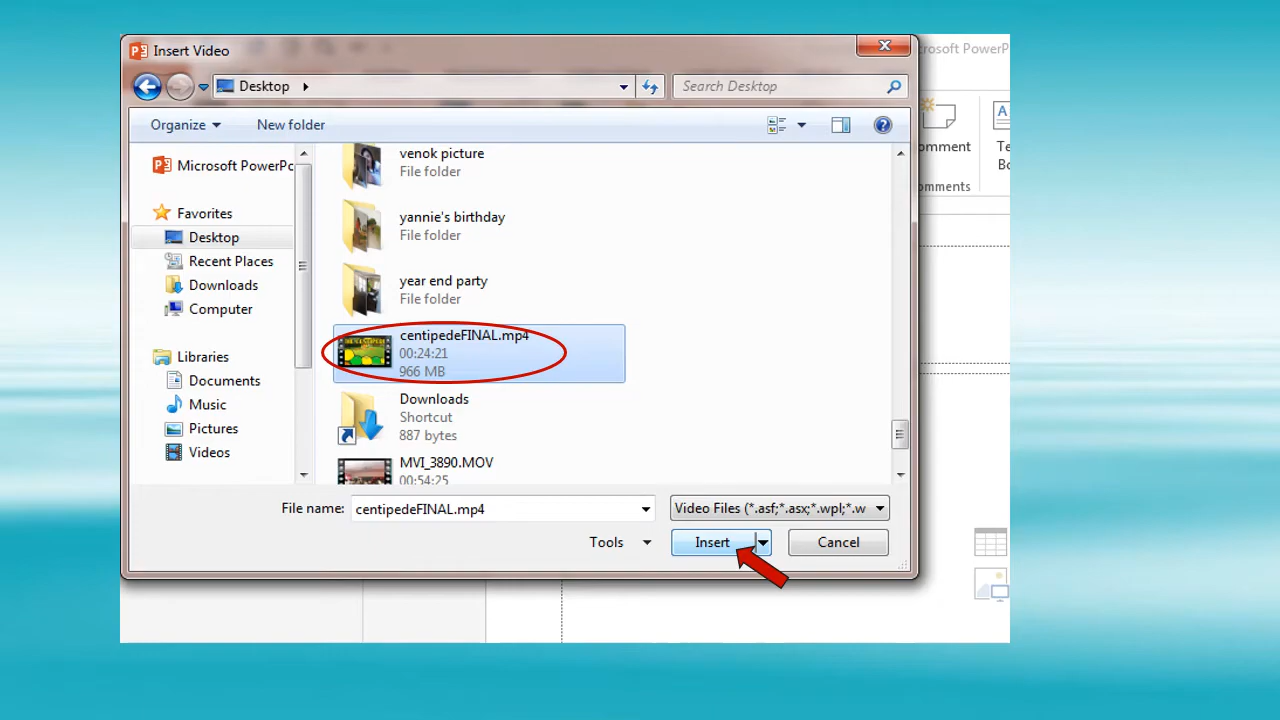 Insert Video
rosoft PowerP
Desktop
Search Desktop
Organize
New folder
omment
Te
Bo
mments
Microsoft PowerPo
Favorites
Desktop
Recent Places
Downloads
Computer
Libraries
Documents
Music
Pictures
Videos
venok picture
File folder
yannie's birthday
File folder
year end party
File folder
centipedeFINAL.mp4
00:24:21
966 MB
Downloads
Shortcut
887 bytes
MVI_3890.MOV
00:54:25
File name:
centipedeFINAL.mp4
Video Files (*.asf;*.asx;*.wpl;*.w
Tools
Insert
Cancel